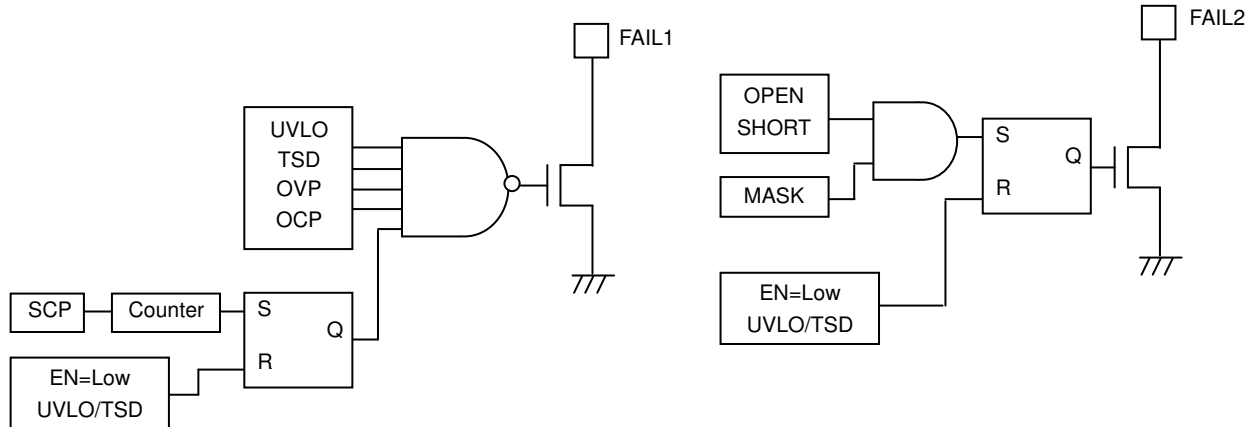 FAIL1
UVLO
TSD
OVP
OCP
SCP
Counter
S
R
Q
EN=Low
UVLO/TSD
FAIL2
OPEN
SHORT
MASK
S
R
Q
EN=Low
UVLO/TSD